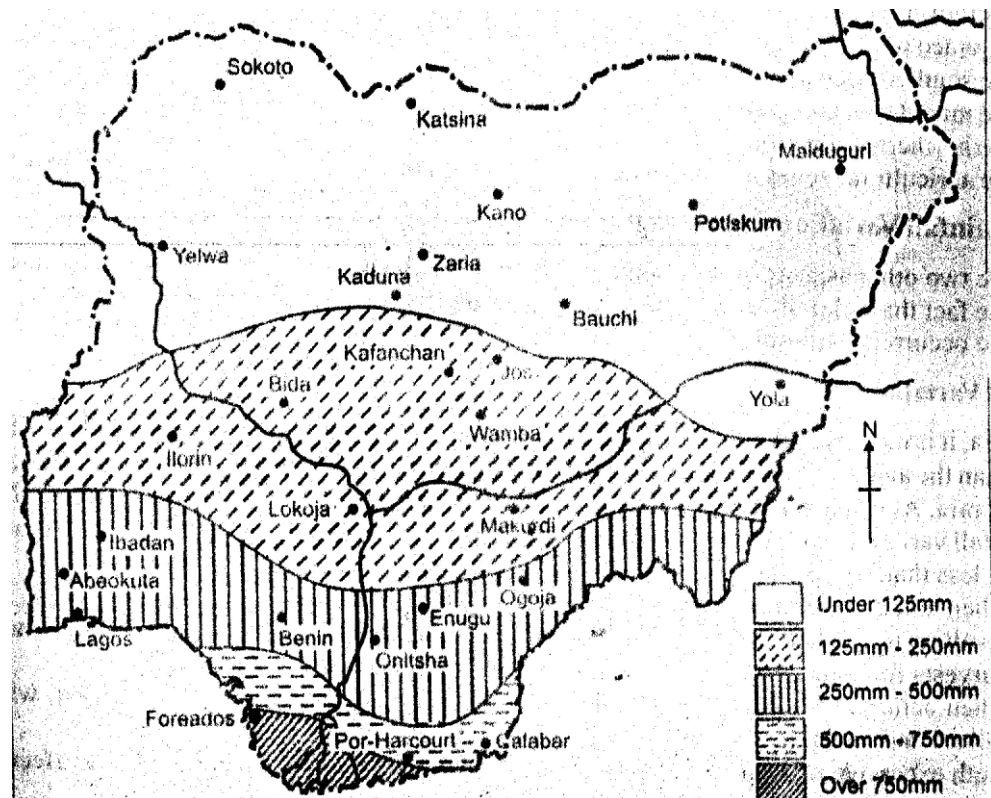 Sokoto
Katsina
Maiduguri
Kano
Potiskum
Yelwa
Zaria
Kaduna
Bauchi
Kafanchan
Jos
Bida
Yola
Wamba
N
Ilorin
Lokoja
Makurdi
Ibadan
Abeokuta
Ogoja
Under 125mm
Lagos
Benin
Enugu
125mm - 250mm
Onitsha
250mm - 500mm
Foreados
Por-Harcourt
Calabar
500mm - 750mm
Over 750mm